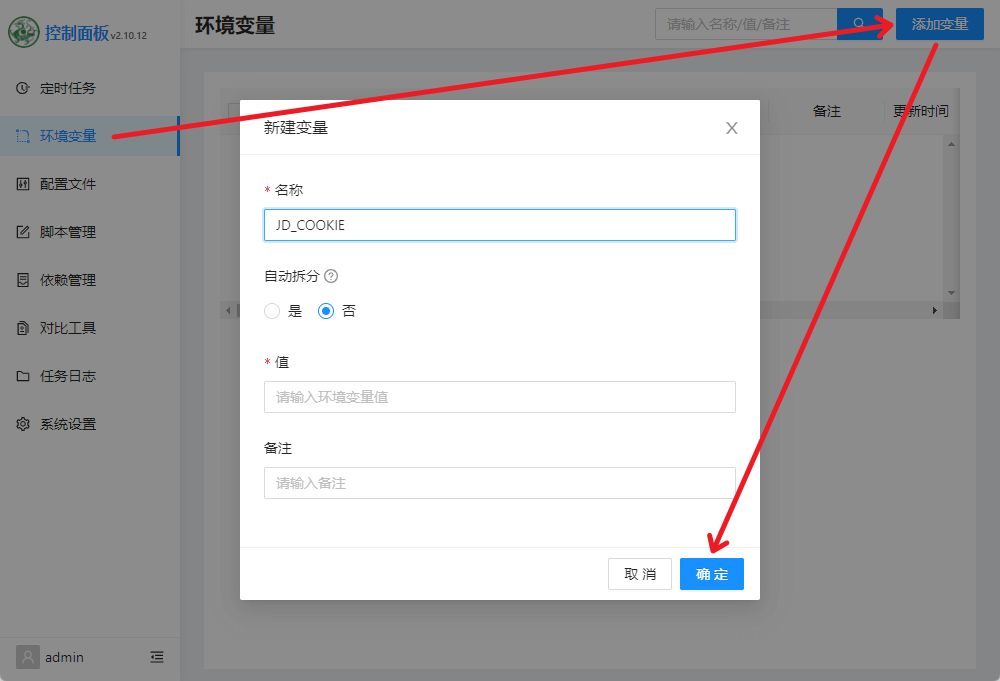 控制面板 v2.10.12
定时任务
环境变量
配置文件
脚本管理
依赖管理
对比工具
任务日志
系统设置
admin
环境变量
请输入名称/值/备注
添加变量
备注
更新时间
新建变量
* 名称
JD_COOKIE
自动拆分
是
否
* 值
请输入环境变量值
备注
请输入备注
取 消
确 定